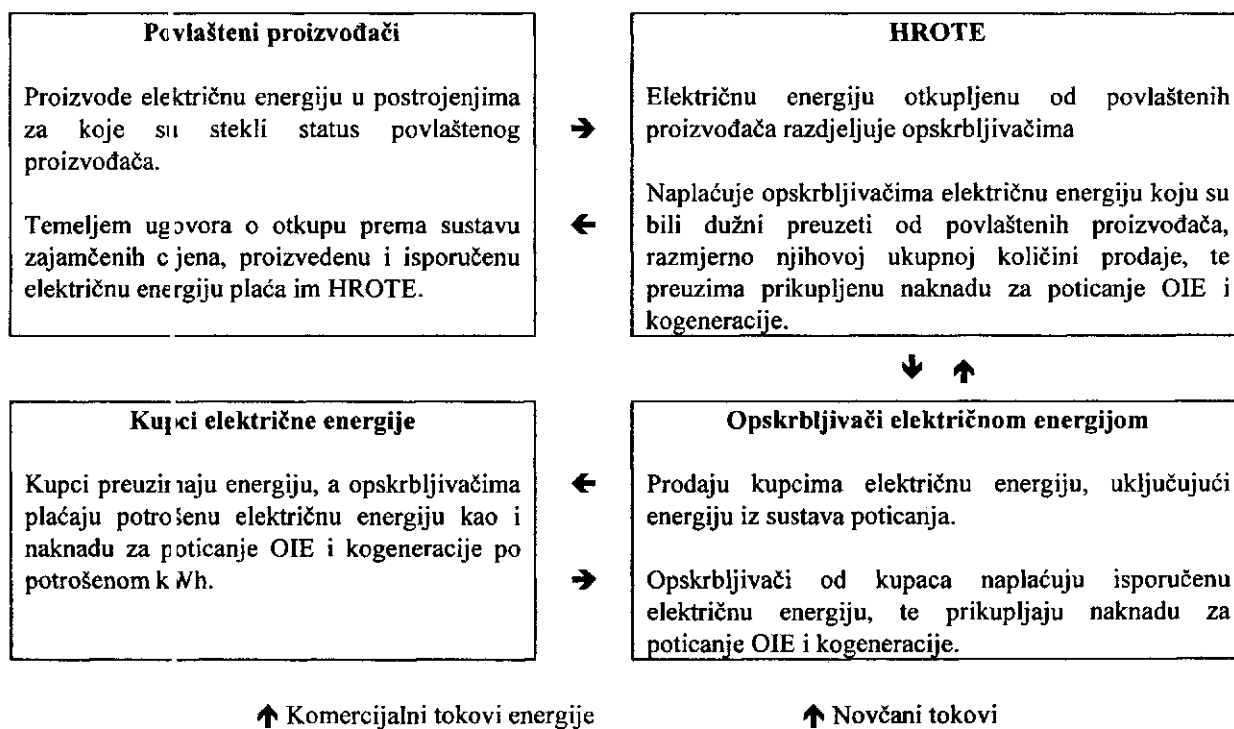 Povlašteni proizvođači
Proizvode električnu energiju u postrojenjima
za koje su stekli status povlaštenog
proizvođača.
Temeljem ugovora o otkupu prema sustavu
zajamčenih cijena, proizvedenu i isporučenu
električnu energiju plaća im HROTE.
HROTE
Električnu energiju otkupljenu od povlaštenih
proizvođača razdjeljuje opskrbljivačima
Naplaćuje opskrbljivačima električnu energiju koju su
bili dužni preuzeti od povlaštenih proizvođača,
razmjerno njihovoj ukupnoj količini prodaje, te
preuzima prikupljenu naknadu za poticanje OIE i
kogeneracije.
Kupci električne energije
Kupci preuzimaju energiju, a opskrbljivačima
plaćaju potrošenu električnu energiju kao i
naknadu za poticanje OIE i kogeneracije po
potrošenom kWh.
Opskrbljivači električnom energijom
Prodaju kupcima električnu energiju, uključujući
energiju iz sustava poticanja.
Opskrbljivači od kupaca naplaćuju isporučenu
električnu energiju, te prikupljaju naknadu za
poticanje OIE i kogeneracije.
Komercijalni tokovi energije
Novčani tokovi